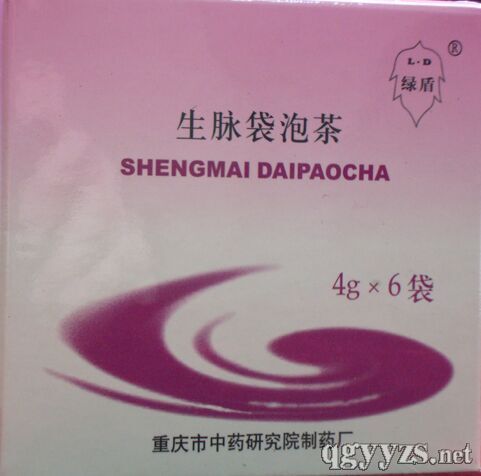 L·D
绿盾
®
生脉袋泡茶
SHENGMAI DAIPAOCHA
4g×6袋
重庆市中药研究院制药厂
qgyyzs.net